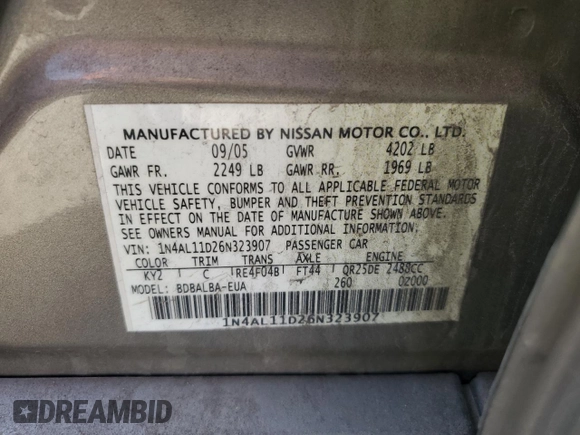 MANUFACTURED BY NISSAN MOTOR CO., LTD.
DATE 09/05 GVWR 4202 LB
GAWR FR. 2249 LB GAWR RR. 1969 LB
THIS VEHICLE CONFORMS TO ALL APPLICABLE FEDERAL MOTOR
VEHICLE SAFETY, BUMPER AND THEFT PREVENTION STANDARDS
IN EFFECT ON THE DATE OF MANUFACTURE SHOWN ABOVE.
SEE OWNERS MANUAL FOR ADDITIONAL INFORMATION.
VIN: 1N4AL11D26N323907 PASSENGER CAR
COLOR TRIM TRANS AXLE ENGINE
KY2 C RE4F04B FT44 QR25DE 2488CC
MODEL: BDBALBA-EUA 260 02000
1N4AL11D26N323907
DREAMBID